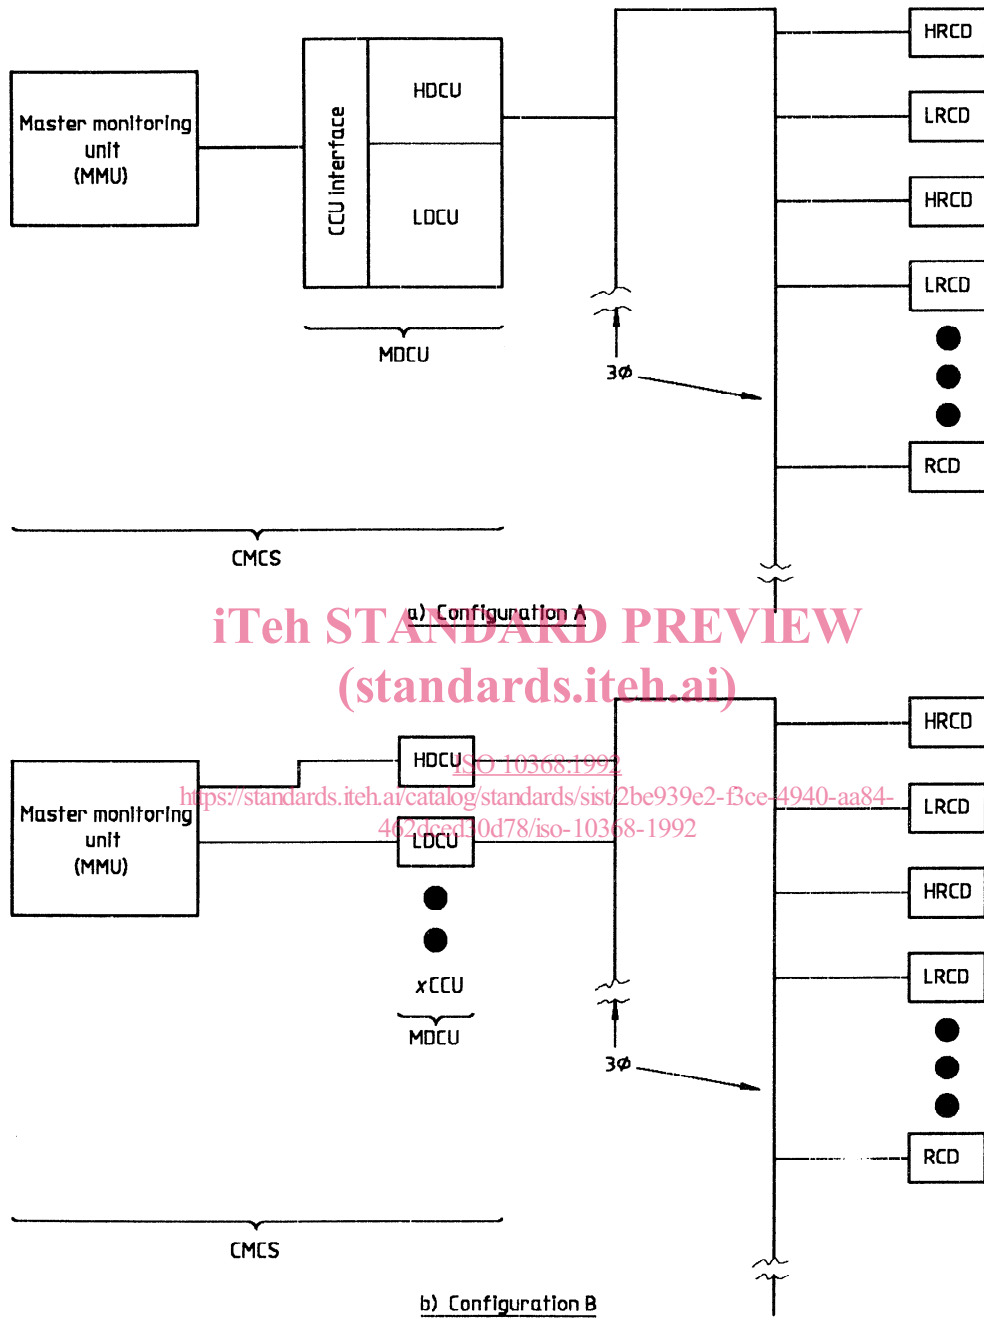 HRCD
Master monitoring
unit
(MMU)
CCU interface
HDCU
LDCU
LRCD
HRCD
LRCD
MDCU
3Ø
RCD
CMCS
a) Configuration A
iTeh STANDARD PREVIEW
(standards.iteh.ai)
HRCD
HDCU
ISO 10368:1992
https://standards.iteh.ai/catalog/standards/sist/2be939e2-f3ce-4940-aa84-
462dced30d78/iso-10368-1992
Master monitoring
unit
(MMU)
LDCU
LRCD
HRCD
LRCD
xCCU
MDCU
3Ø
RCD
CMCS
b) Configuration B